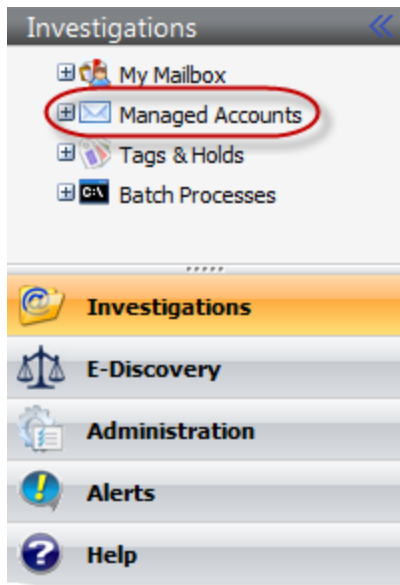 Investigations
My Mailbox
Managed Accounts
Tags & Holds
C:\
Batch Processes
Investigations
E-Discovery
Administration
Alerts
Help